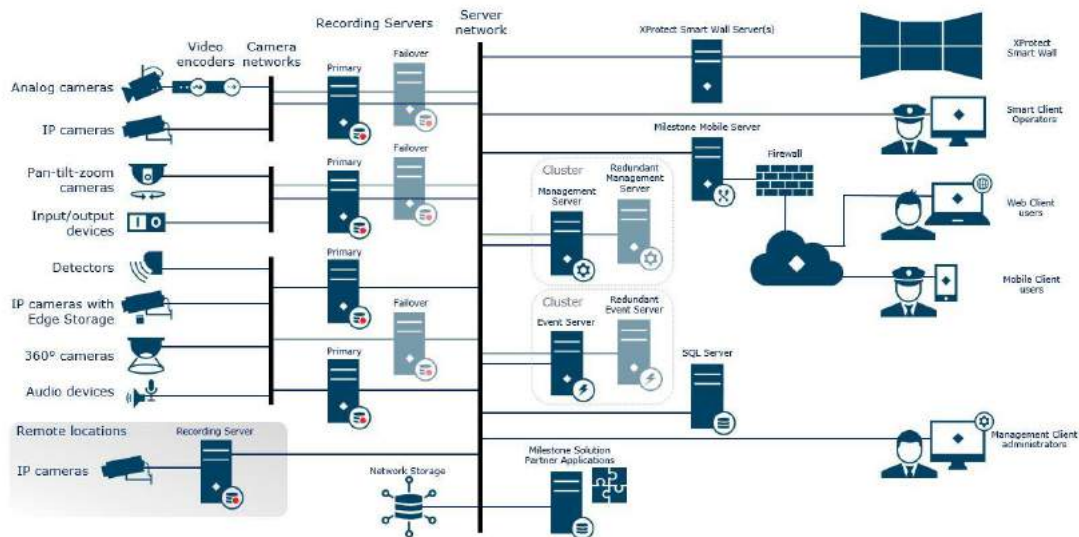 Recording Servers
Server
network
Video
encoders
Camera
networks
Primary
Failover
Analog cameras
IP cameras
Primary
Failover
Pan-tilt-zoom
cameras
Input/output
devices
Primary
Detectors
IP cameras with
Edge Storage
Failover
360° cameras
Primary
Audio devices
Remote locations
Recording Server
IP cameras
Network Storage
XProtect Smart Wall Server(s)
XProtect
Smart Wall
Smart Client
Operators
Milestone Mobile Server
Firewall
Cluster
Management
Server
Redundant
Management
Server
Web Client
users
Mobile Client
users
Cluster
Event Server
Redundant
Event Server
SQL Server
Management Client
administrators
Milestone Solution
Partner Applications